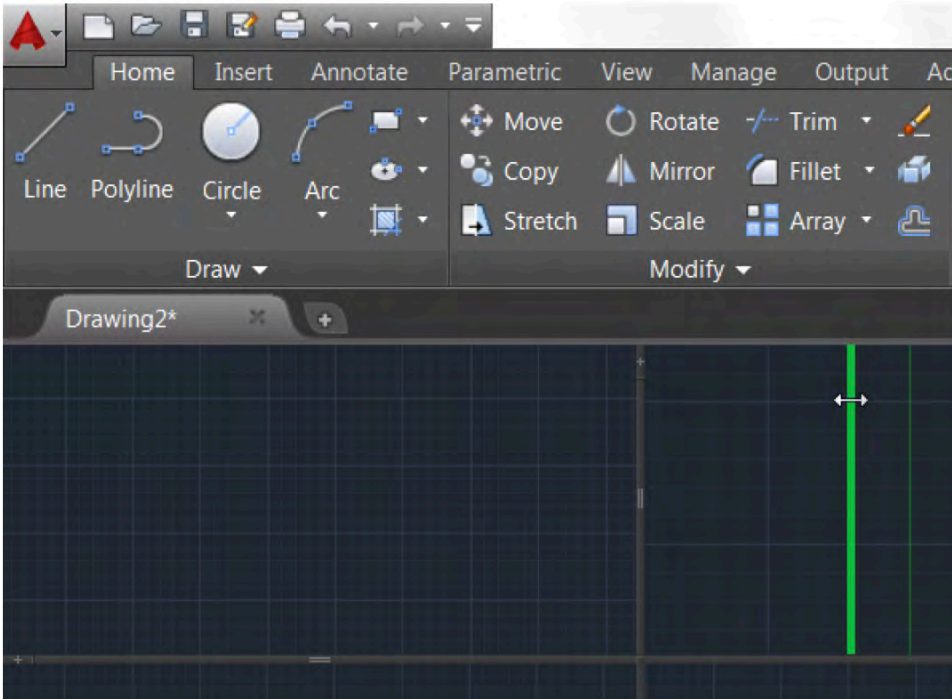 Home Insert Annotate Parametric View Manage Output
Move Rotate Trim
Line Polyline Circle Arc Copy Mirror Fillet
Stretch Scale Array
Draw Modify
Drawing2*